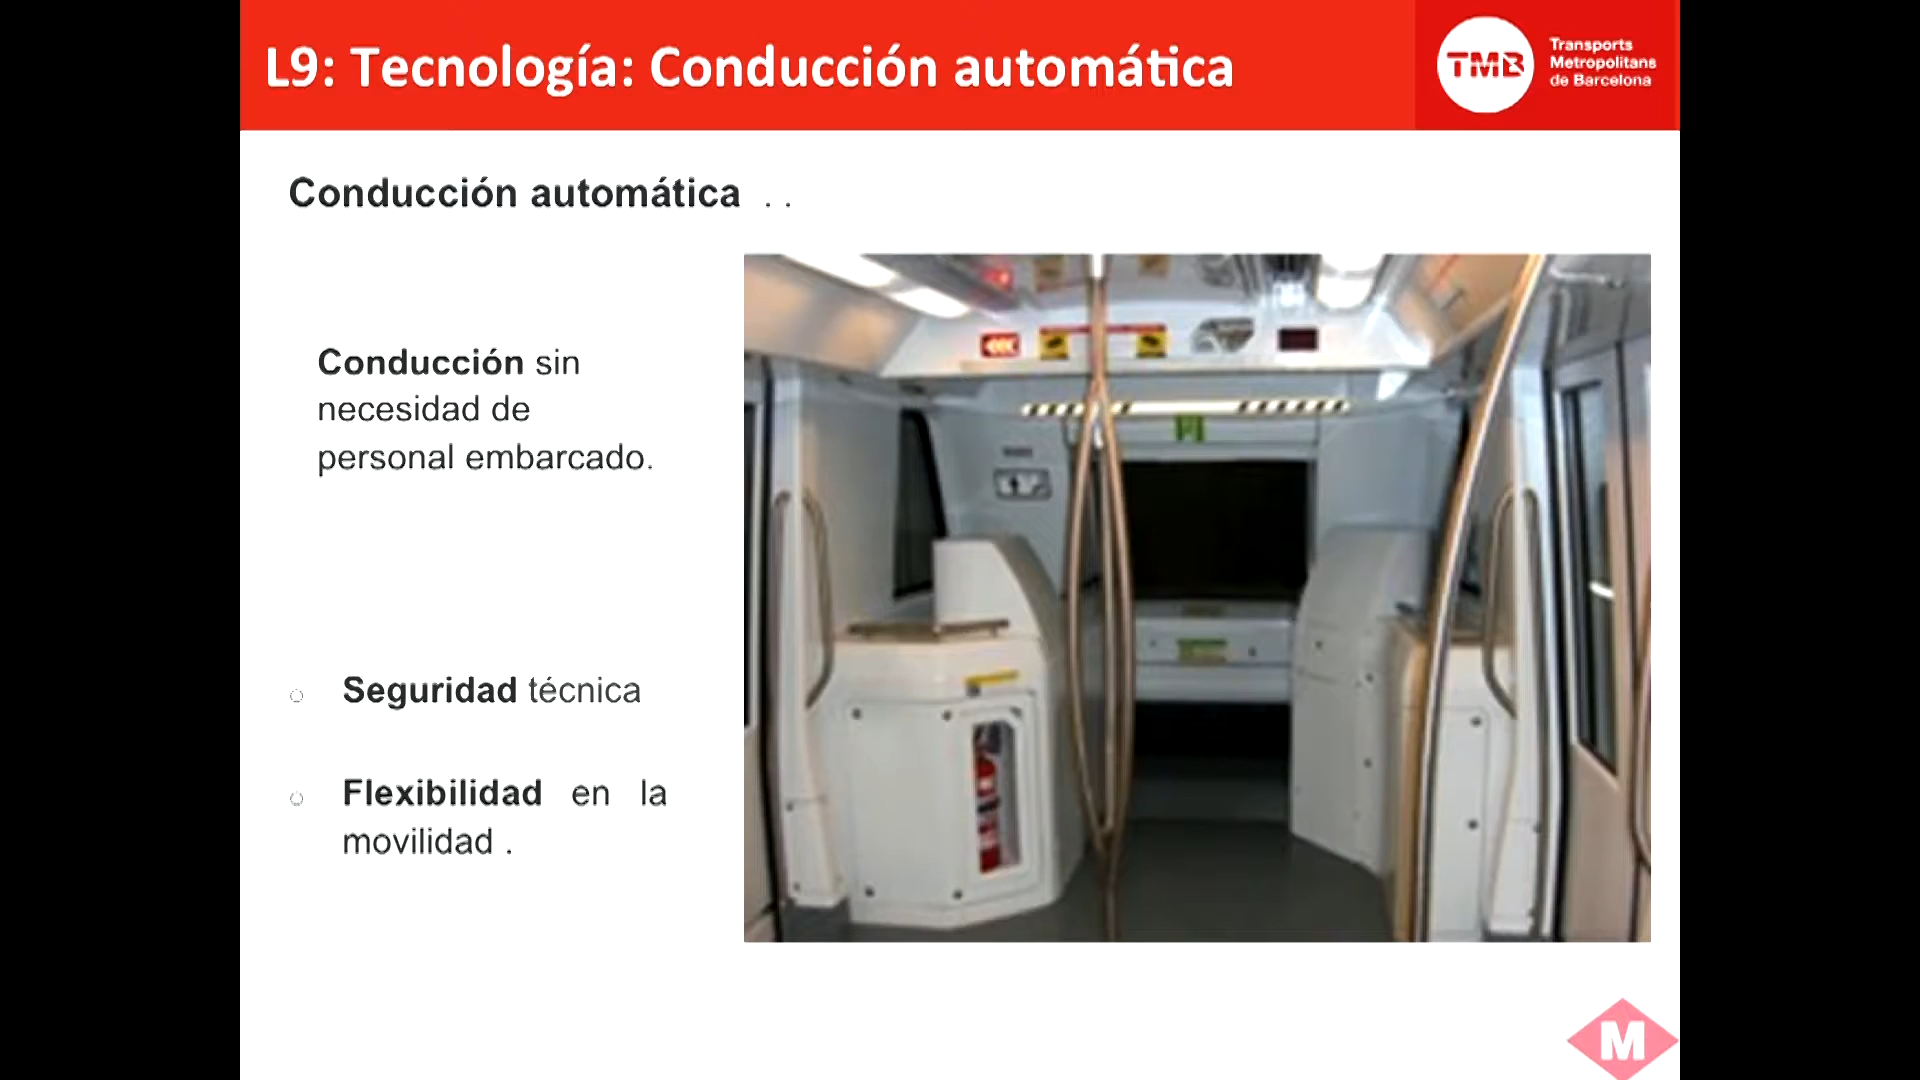 L9: Tecnología: Conducción automática
TMB
Transports
Metropolitans
de Barcelona
Conducción automática . .
Conducción sin
necesidad de
personal embarcado.
Seguridad técnica
Flexibilidad en la
movilidad .
M